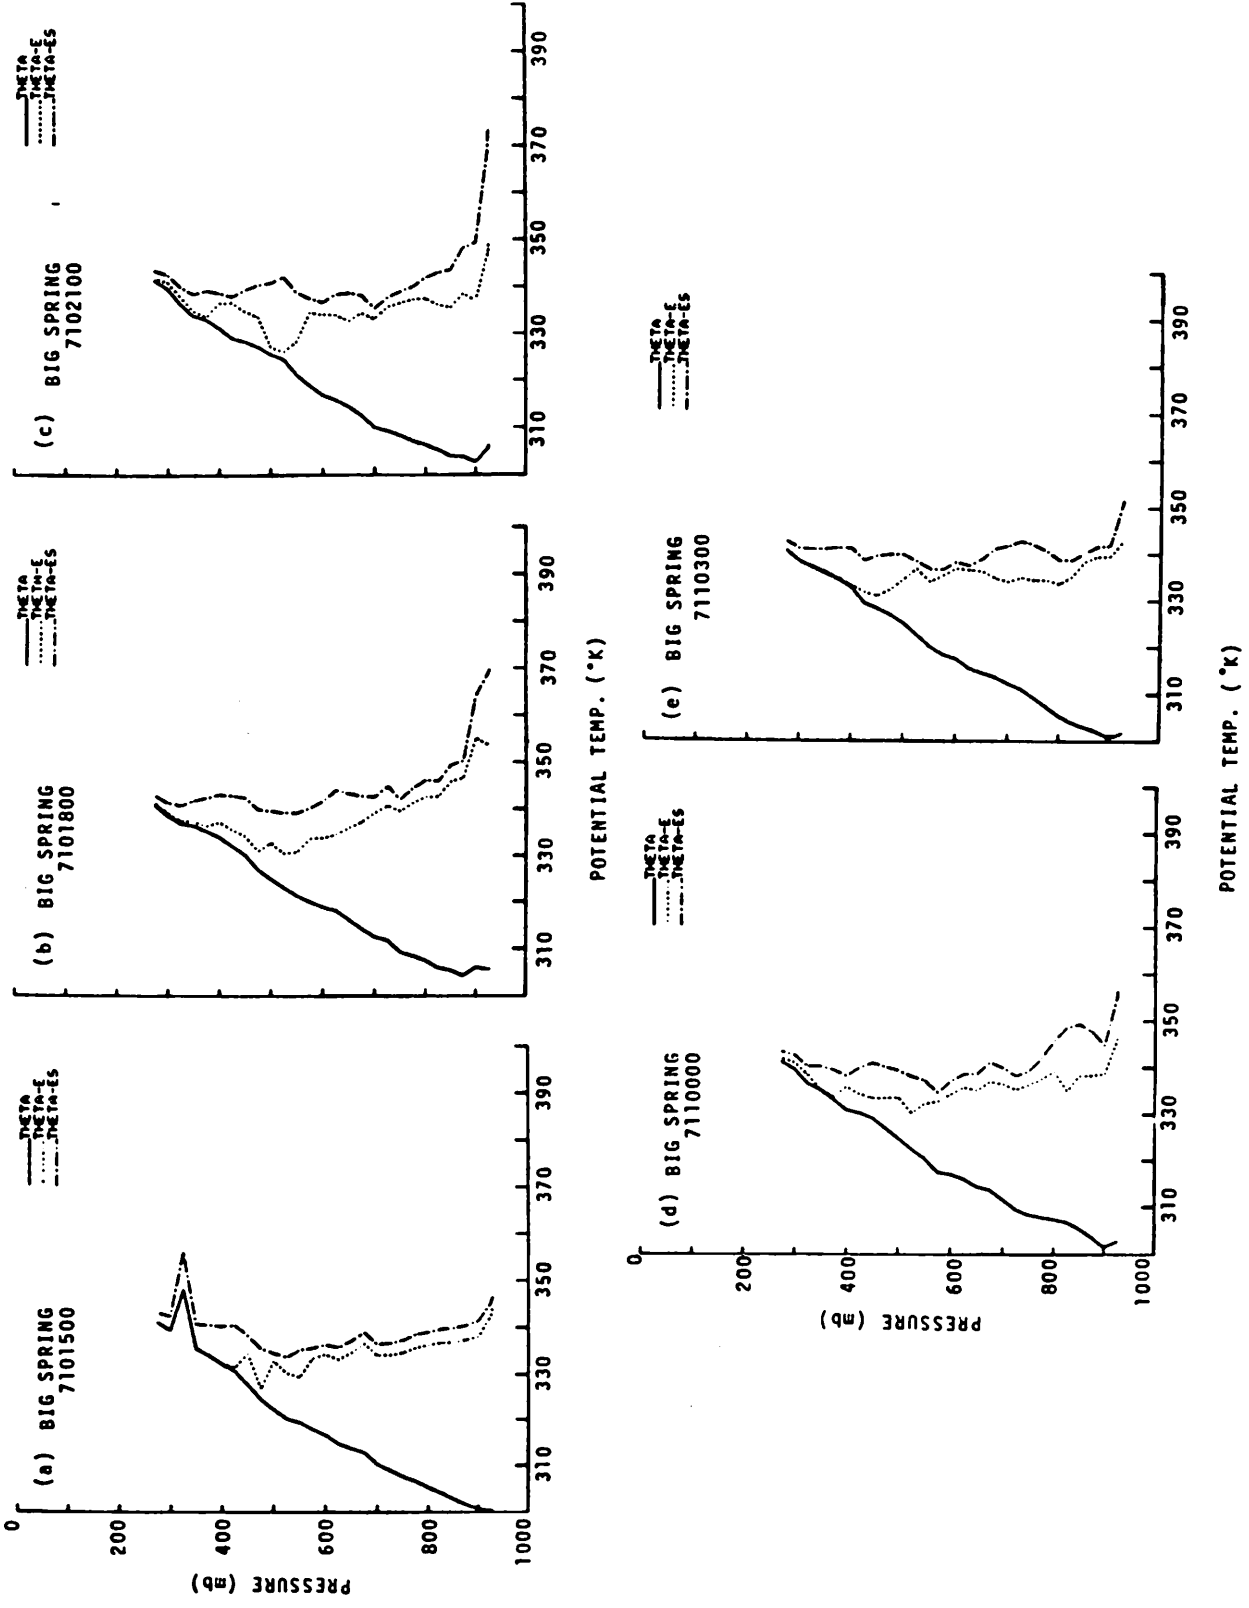 (a) BIG SPRING
7101500
THETA
THETA-E
THETA-ES
0
200
400
600
800
1000
PRESSURE (mb)
310
330
350
370
390
(b) BIG SPRING
7101800
THETA
THETA-E
THETA-ES
310
330
350
370
390
POTENTIAL TEMP. (°K)
(c) BIG SPRING
7102100
THETA
THETA-E
THETA-ES
310
330
350
370
390
(d) BIG SPRING
7110000
THETA
THETA-E
THETA-ES
0
200
400
600
800
1000
PRESSURE (mb)
310
330
350
370
390
(e) BIG SPRING
7110300
THETA
THETA-E
THETA-ES
310
330
350
370
390
POTENTIAL TEMP. (°K)